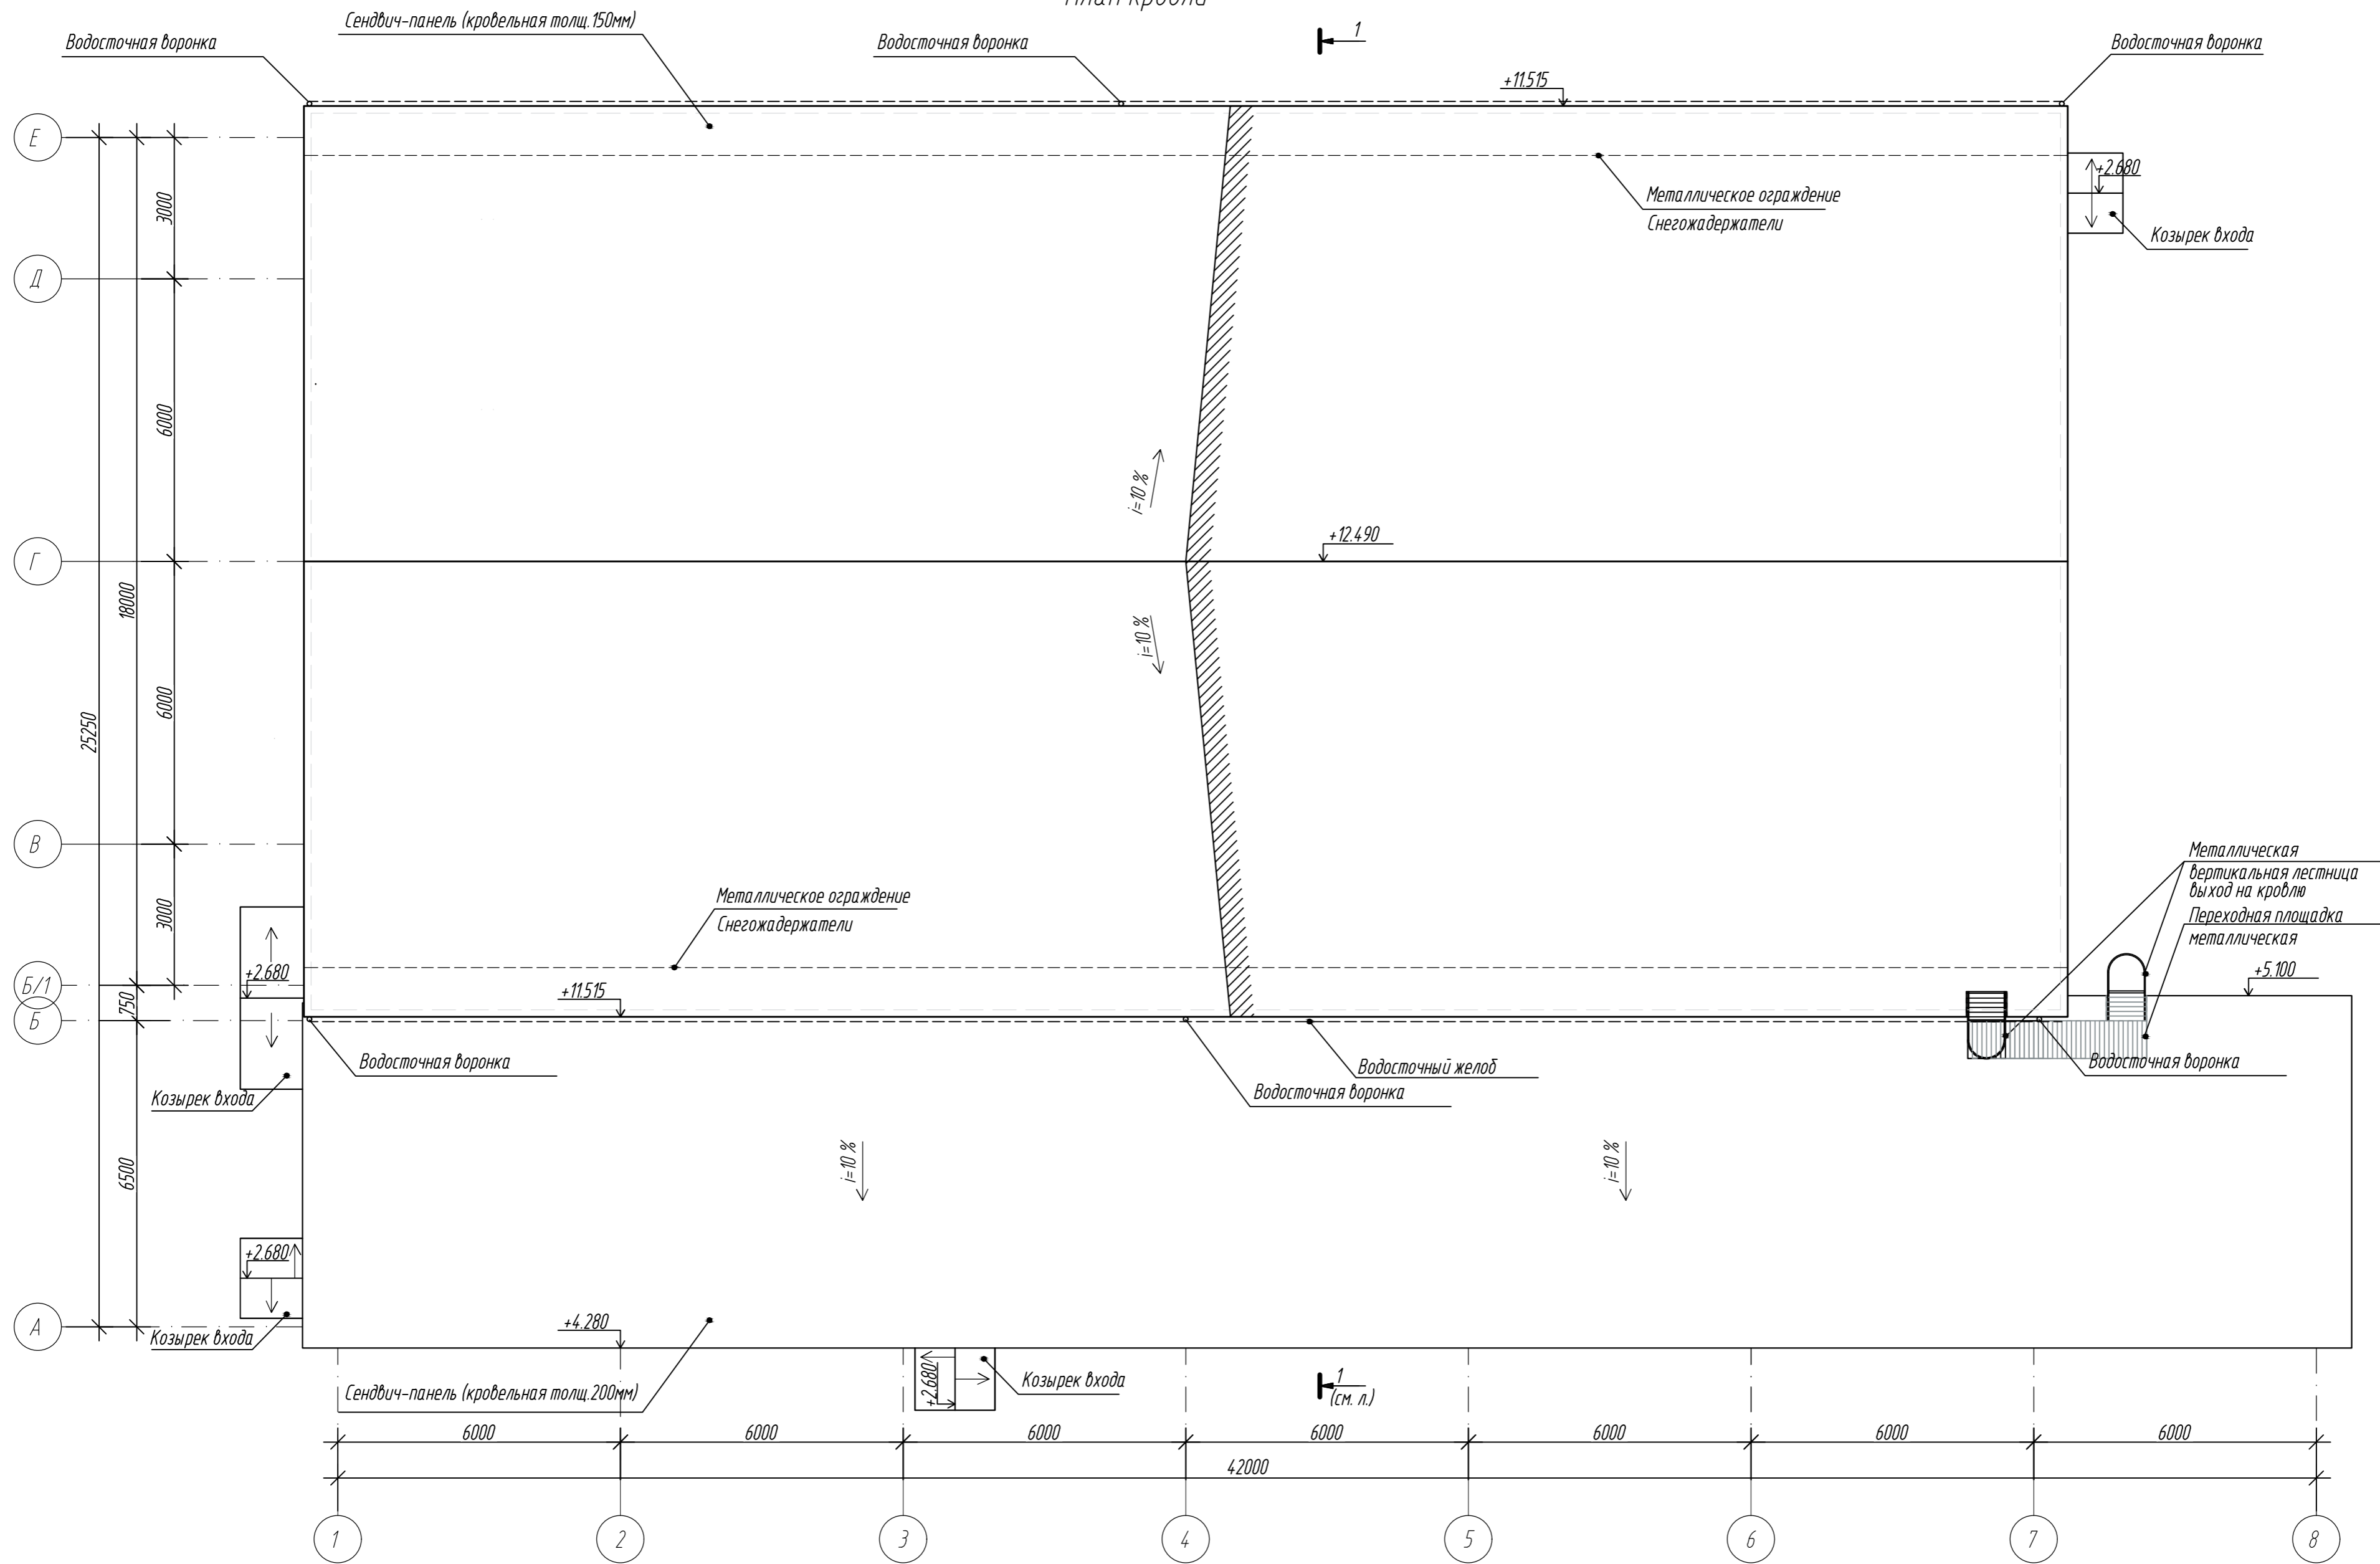 План кровли
Сендвич-панель (кровельная толщ.150мм)
Водосточная воронка
Водосточная воронка
1
Водосточная воронка
+11.515
Е
3000
+2.680
Металлическое ограждение
Снегожадержатели
Козырек входа
Д
6000
i=10 %
+12.490
Г
18000
i=10 %
6000
25250
В
Металлическая
вертикальная лестница
выход на кровлю
Переходная площадка
металлическая
3000
Металлическое ограждение
Снегожадержатели
+2.680
+5.100
Б/1
+11.515
750
Б
Водосточная воронка
Водосточный желоб
Водосточная воронка
Водосточная воронка
Козырек входа
6500
i=10 %
i=10 %
+2.680
+4.280
А
Козырек входа
+2.680
Козырек входа
1
(см. л.)
Сендвич-панель (кровельная толщ.200мм)
6000 6000 6000 6000 6000 6000 6000
42000
1 2 3 4 5 6 7 8